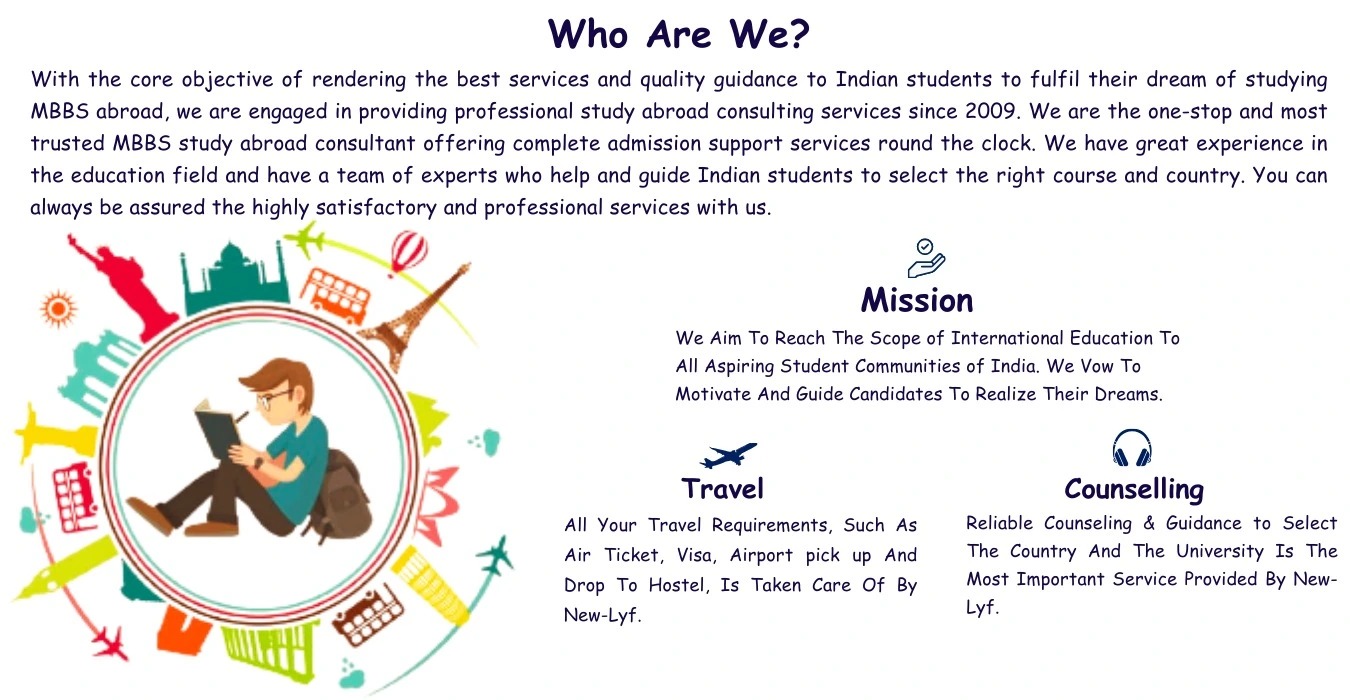 Who Are We?
With the core objective of rendering the best services and quality guidance to Indian students to fulfil their dream of studying
MBBS abroad, we are engaged in providing professional study abroad consulting services since 2009. We are the one-stop and most
trusted MBBS study abroad consultant offering complete admission support services round the clock. We have great experience in
the education field and have a team of experts who help and guide Indian students to select the right course and country. You can
always be assured the highly satisfactory and professional services with us.
Mission
We Aim To Reach The Scope of International Education To
All Aspiring Student Communities of India. We Vow To
Motivate And Guide Candidates To Realize Their Dreams.
Travel
All Your Travel Requirements, Such As
Air Ticket, Visa, Airport pick up And
Drop To Hostel, Is Taken Care Of By
New-Lyf.
Counselling
Reliable Counseling & Guidance to Select
The Country And The University Is The
Most Important Service Provided By New-
Lyf.